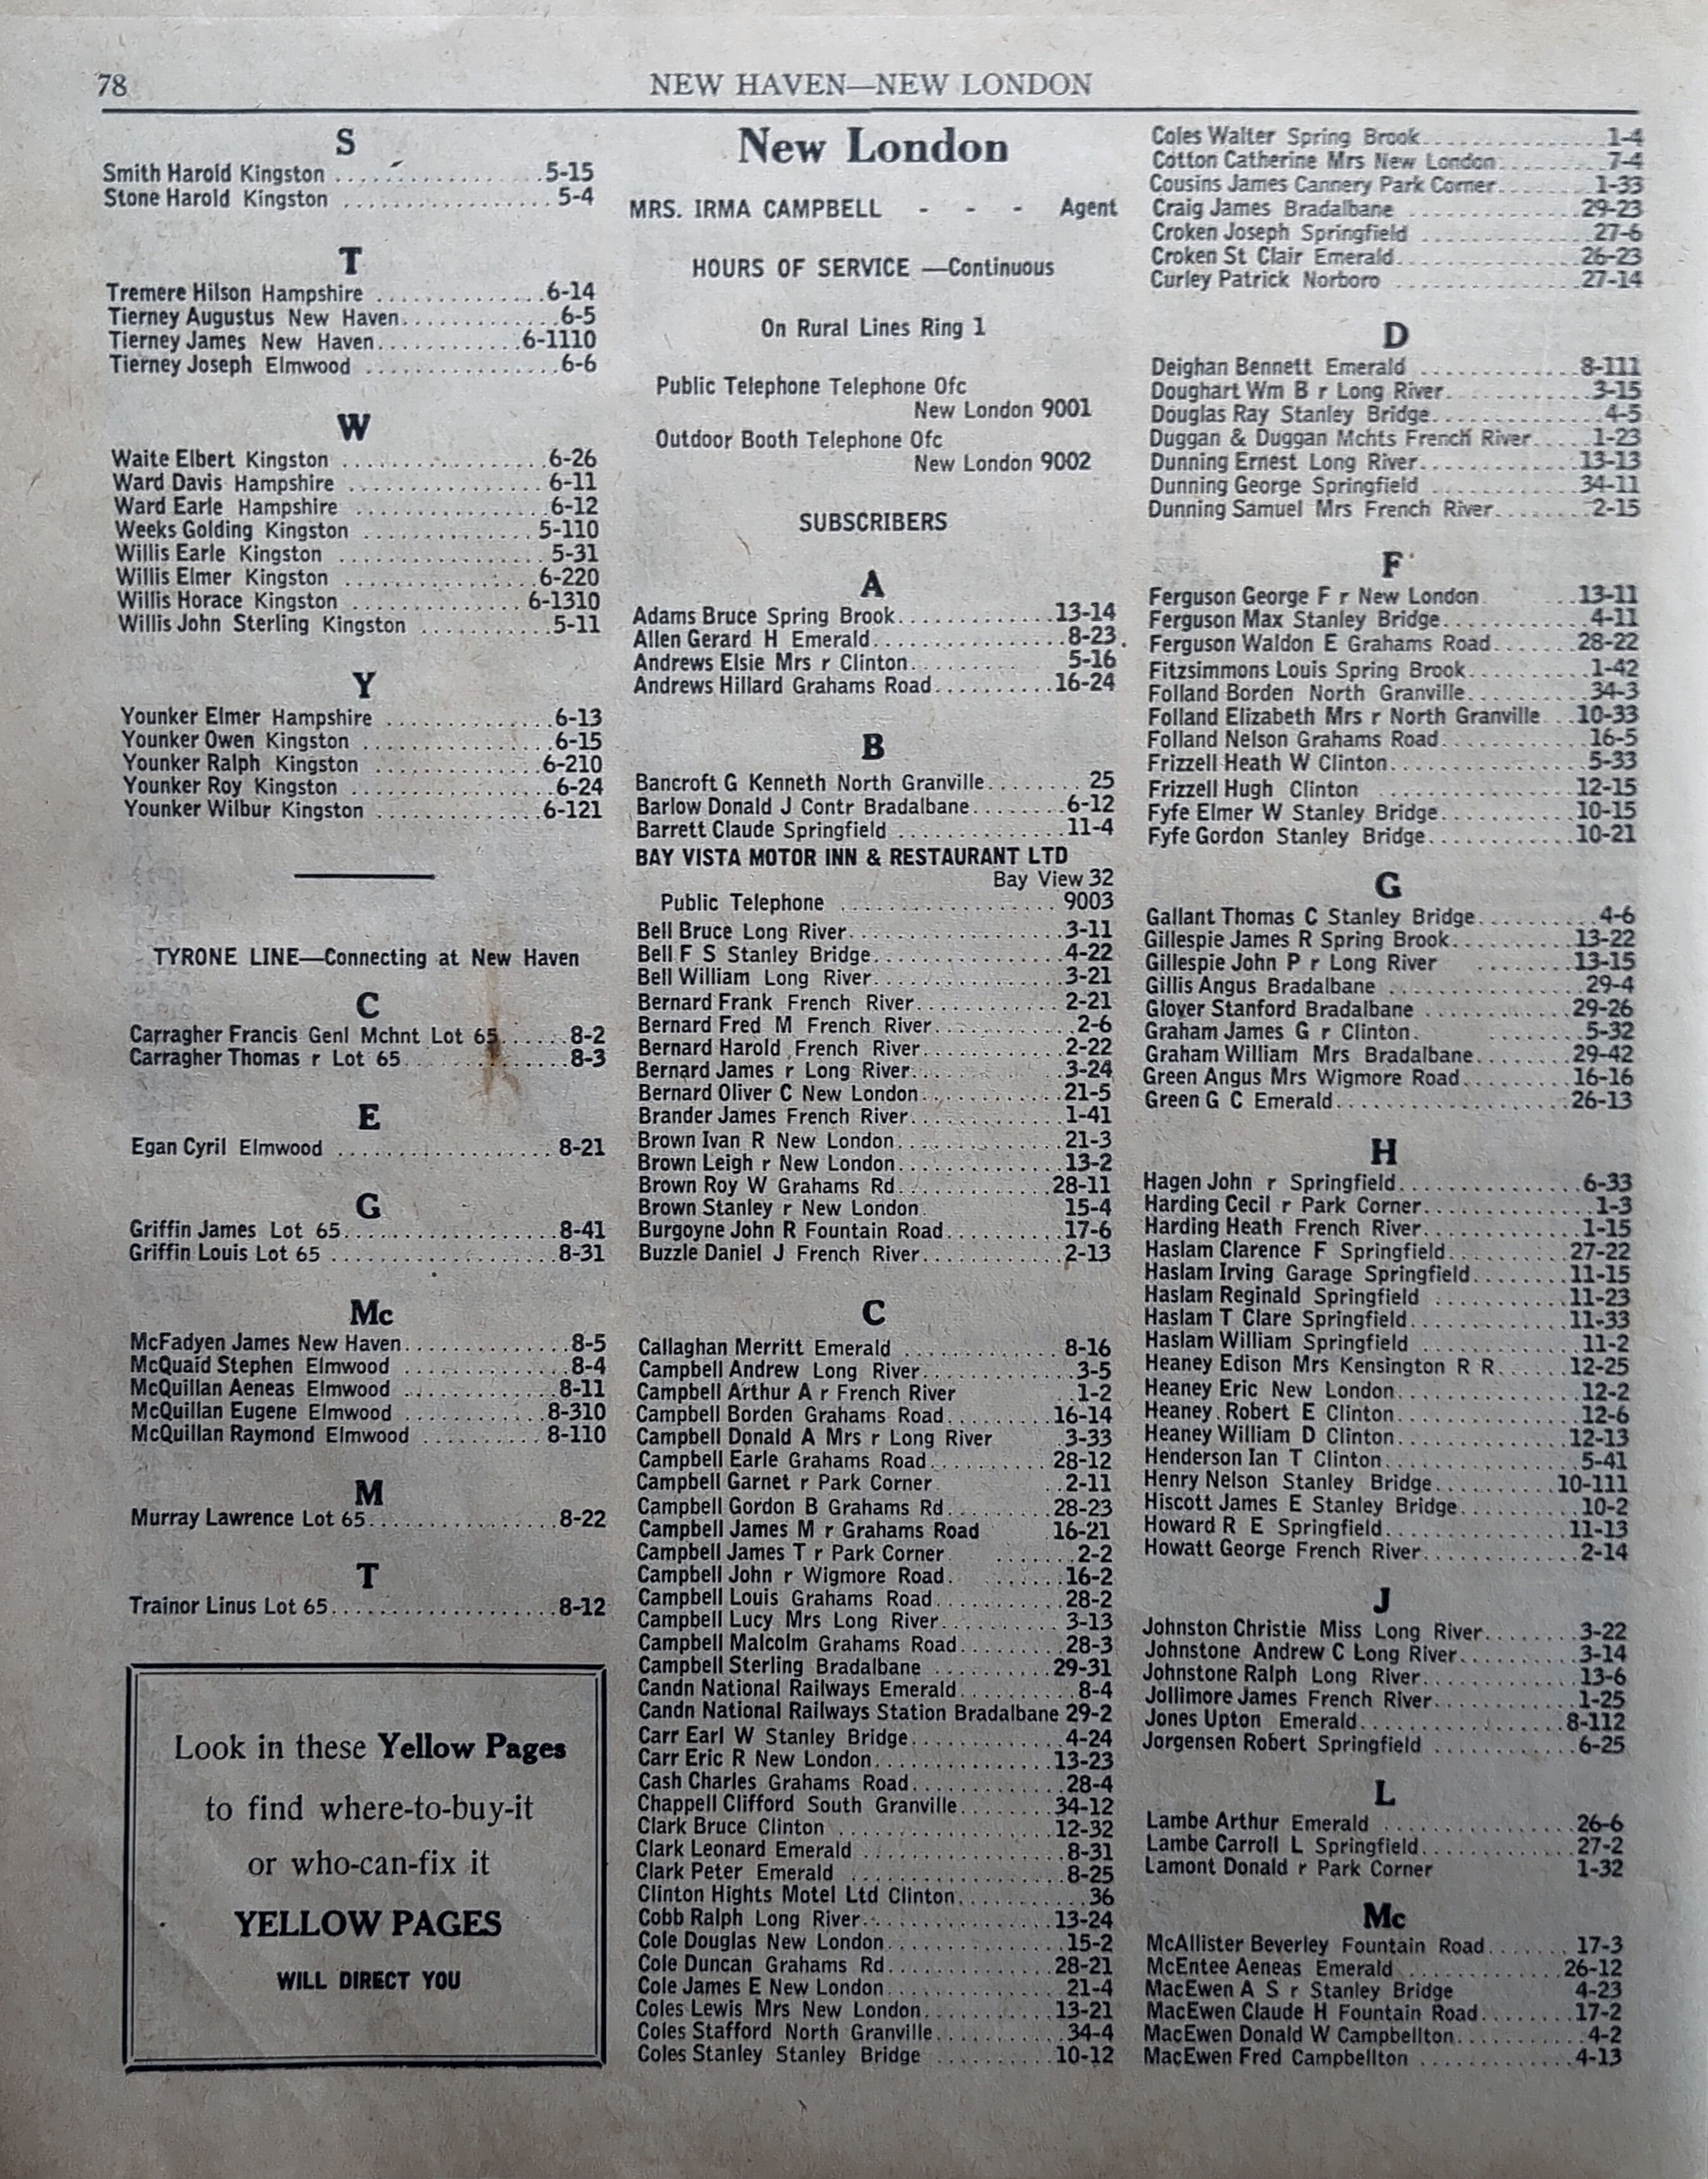 78
NEW HAVEN—NEW LONDON
S
Smith Harold Kingston ................5-15
Stone Harold Kingston ................5-4
T
Tremere Hilson Hampshire ..............6-14
Tierney Augustus New Haven.............6-5
Tierney James New Haven............6-1110
Tierney Joseph Elmwood ................6-6
W
Waite Elbert Kingston .................6-26
Ward Davis Hampshire ................6-11
Ward Earle Hampshire ................6-12
Weeks Golding Kingston ..............5-110
Willis Earle Kingston .................5-31
Willis Elmer Kingston ................6-220
Willis Horace Kingston ..............6-1310
Willis John Sterling Kingston ...........5-11
Y
Younker Elmer Hampshire ..............6-13
Younker Owen Kingston ................6-15
Younker Ralph Kingston ..............6-210
Younker Roy Kingston .................6-24
Younker Wilbur Kingston ..............6-121
TYRONE LINE—Connecting at New Haven
C
Carragher Francis Genl Mchnt Lot 65......8-2
Carragher Thomas r Lot 65..............8-3
E
Egan Cyril Elmwood ..................8-21
G
Griffin James Lot 65..................8-41
Griffin Louis Lot 65 ...................8-31
Mc
McFadyen James New Haven..............8-5
McQuaid Stephen Elmwood ..............8-4
McQuillan Aeneas Elmwood .............8-11
McQuillan Eugene Elmwood ............8-310
McQuillan Raymond Elmwood ..........8-110
M
Murray Lawrence Lot 65................8-22
T
Trainor Linus Lot 65...................8-12
Look in these Yellow Pages
to find where-to-buy-it
or who-can-fix it
YELLOW PAGES
WILL DIRECT YOU
New London
MRS. IRMA CAMPBELL - - - Agent
HOURS OF SERVICE —Continuous
On Rural Lines Ring 1
Public Telephone Telephone Ofc
New London 9001
Outdoor Booth Telephone Ofc
New London 9002
SUBSCRIBERS
A
Adams Bruce Spring Brook.............13-14
Allen Gerard H Emerald................8-23
Andrews Elsie Mrs r Clinton............5-16
Andrews Hillard Grahams Road..........16-24
B
Bancroft G Kenneth North Granville........25
Barlow Donald J Contr Bradalbane........6-12
Barrett Claude Springfield ..............11-4
BAY VISTA MOTOR INN & RESTAURANT LTD
Bay View 32
Public Telephone ...................9003
Bell Bruce Long River..................3-11
Bell F S Stanley Bridge................4-22
Bell William Long River................3-21
Bernard Frank French River.............2-21
Bernard Fred M French River............2-6
Bernard Harold French River............2-22
Bernard James r Long River.............3-24
Bernard Oliver C New London............21-5
Brander James French River.............1-41
Brown Ivan R New London..............21-3
Brown Leigh r New London..............13-2
Brown Roy W Grahams Rd.............28-11
Brown Stanley r New London 15-4
Burgoyne John R Fountain Road..........17-6
Buzzle Daniel J French River............2-13
C
Callaghan Merritt Emerald .............8-16
Campbell Andrew Long River.............3-5
Campbell Arthur A r French River ..1-2
Campbell Borden Grahams Road.........16-14
Campbell Donald A Mrs r Long River 3-33
Campbell Earle Grahams Road..........28-12
Campbell Garnet r Park Corner ..2-11
Campbell Gordon B Grahams Rd.........28-23
Campbell James M r Grahams Road 16-21
Campbell James T r Park Corner .......2-2
Campbell John r Wigmore Road. .......16-2
Campbell Louis Grahams Road...........28-2
Campbell Lucy Mrs Long River..........3-13
Campbell Malcolm Grahams Road.........28-3
Campbell Sterling Bradalbane ..........29-31
Candn National Railways Emerald..........8-4
Candn National Railways Station Bradalbane 29-2
Carr Earl W Stanley Bridge.............4-24
Carr Eric R New London...............13-23
Cash Charles Grahams Road.............28-4
Chappell Clifford South Granville........34-12
Clark Bruce Clinton ..................12-32
Clark Leonard Emerald .................8-31
Clark Peter Emerald ...................8-25
Clinton Hights Motel Ltd Clinton...........36
Cobb Ralph Long River................13-24
Cole Douglas New London...............15-2
Cole Duncan Grahams Rd..............28-21
Cole James E New London...............21-4
Coles Lewis Mrs New London...........13-21
Coles Stafford North Granville...........34-4
Coles Stanley Stanley Bridge ..........10-12
Coles Walter Spring Brook................1-4
Cotton Catherine Mrs New London.........7-4
Cousins James Cannery Park Corner.......1-33
Craig James Bradalbane ..............29-23
Croken Joseph Springfield ..............27-6
Croken St Clair Emerald...............26-23
Curley Patrick Norboro ...............27-14
D
Deighan Bennett Emerald .............8-111
Doughart Wm B r Long River............3-15
Douglas Ray Stanley Bridge..............4-5
Duggan & Duggan Mchts French River.....1-23
Dunning Ernest Long River.............13-13
Dunning George Springfield ............34-11
Dunning Samuel Mrs French River........2-15
F
Ferguson George F r New London 13-11
Ferguson Max Stanley Bridge............4-11
Ferguson Waldon E Grahams Road.......28-22
Fitzsimmons Louis Spring Brook..........1-42
Folland Borden North Granville..........34-3
Folland Elizabeth Mrs r North Granville...10-33
Folland Nelson Grahams Road............16-5
Frizzell Heath W Clinton................5-33
Frizzell Hugh Clinton .................12-15
Fyfe Elmer W Stanley Bridge...........10-15
Fyfe Gordon Stanley Bridge............10-21
G
Gallant Thomas C Stanley Bridge..........4-6
Gillespie James R Spring Brook.........13-22
Gillespie John P r Long River ........13-15
Gillis Angus Bradalbane ................29-4
Glover Stanford Bradalbane ............29-26
Graham James G r Clinton. ........5-32
Graham William Mrs Bradalbane........29-42
Green Angus Mrs Wigmore Road.........16-16
Green G C Emerald...................26-13
H
Hagen John r Springfield...............6-33
Harding Cecil r Park Corner..............1-3
Harding Heath French River.............1-15
Haslam Clarence F Springfield..........27-22
Haslam Irving Garage Springfield........11-15
Haslam Reginald Springfield ...........11-23
Haslam T Clare Springfield.............11-33
Haslam William Springfield .............11-2
Heaney Edison Mrs Kensington R R......12-25
Heaney Eric New London...............12-2
Heaney Robert E Clinton...............12-6
Heaney William D Clinton..............12-13
Henderson Ian T Clinton................5-41
Henry Nelson Stanley Bridge..........10-111
Hiscott James E Stanley Bridge..........10-2
Howard R E Springfield...............11-13
Howatt George French River............2-14
J
Johnston Christie Miss Long River........3-22
Johnstone Andrew C Long River..........3-14
Johnstone Ralph Long River.............13-6
Jollimore James French River............1-25
Jones Upton Emerald.................8-112
Jorgensen Robert Springfield ............6-25
L
Lambe Arthur Emerald .................26-6
Lambe Carroll L Springfield.............27-2
Lamont Donald r Park Corner 1-32
Mc
McAllister Beverley Fountain Road.......17-3
McEntee Aeneas Emerald .............26-12
MacEwen A S r Stanley Bridge 4-23
MacEwen Claude H Fountain Road........17-2
MacEwen Donald W Campbellton...........4-2
MacEwen Fred Campbellton .............4-13